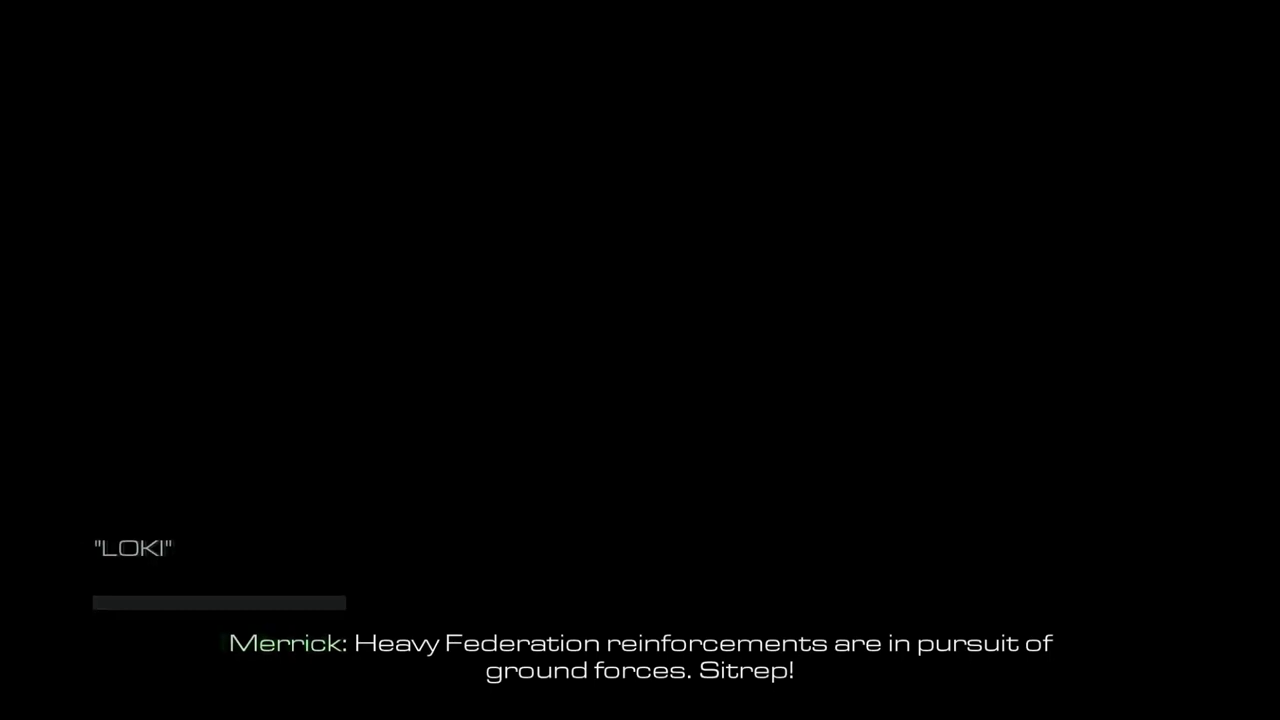 "LOKI"
Merrick: Heavy Federation reinforcements are in pursuit of
ground forces. Sitrep!